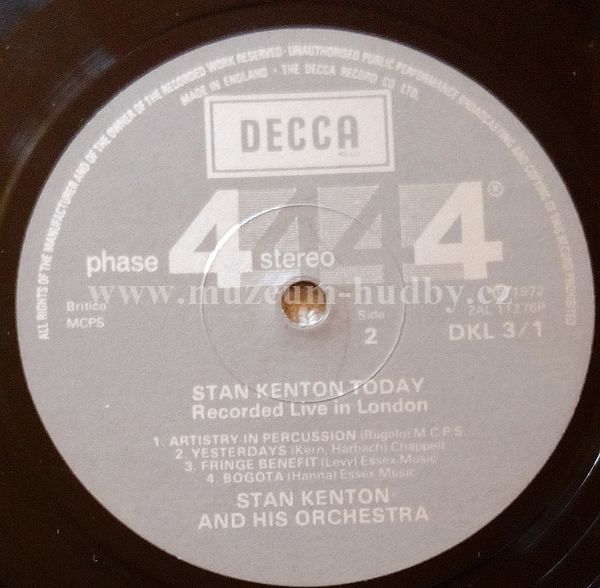 ALL RIGHTS OF THE MANUFACTURER AND OF THE OWNER OF THE RECORDED WORK RESERVED · UNAUTHORISED PUBLIC PERFORMANCE BROADCASTING AND COPYING OF THIS RECORD PROHIBITED
MADE IN ENGLAND · THE DECCA RECORD CO LTD.
DECCA
phase 4 stereo 4 4 4®
www.muzeum-hudby.cz
Britico
MCPS
Side
2
1972
2AL 11276P
DKL 3/1
STAN KENTON TODAY
Recorded Live in London
1. ARTISTRY IN PERCUSSION (Rugolo) M.C.P.S.
2. YESTERDAYS (Kern, Harbach) Chappell
3. FRINGE BENEFIT (Levy) Essex Music
4. BOGOTA (Hanna) Essex Music
STAN KENTON
AND HIS ORCHESTRA